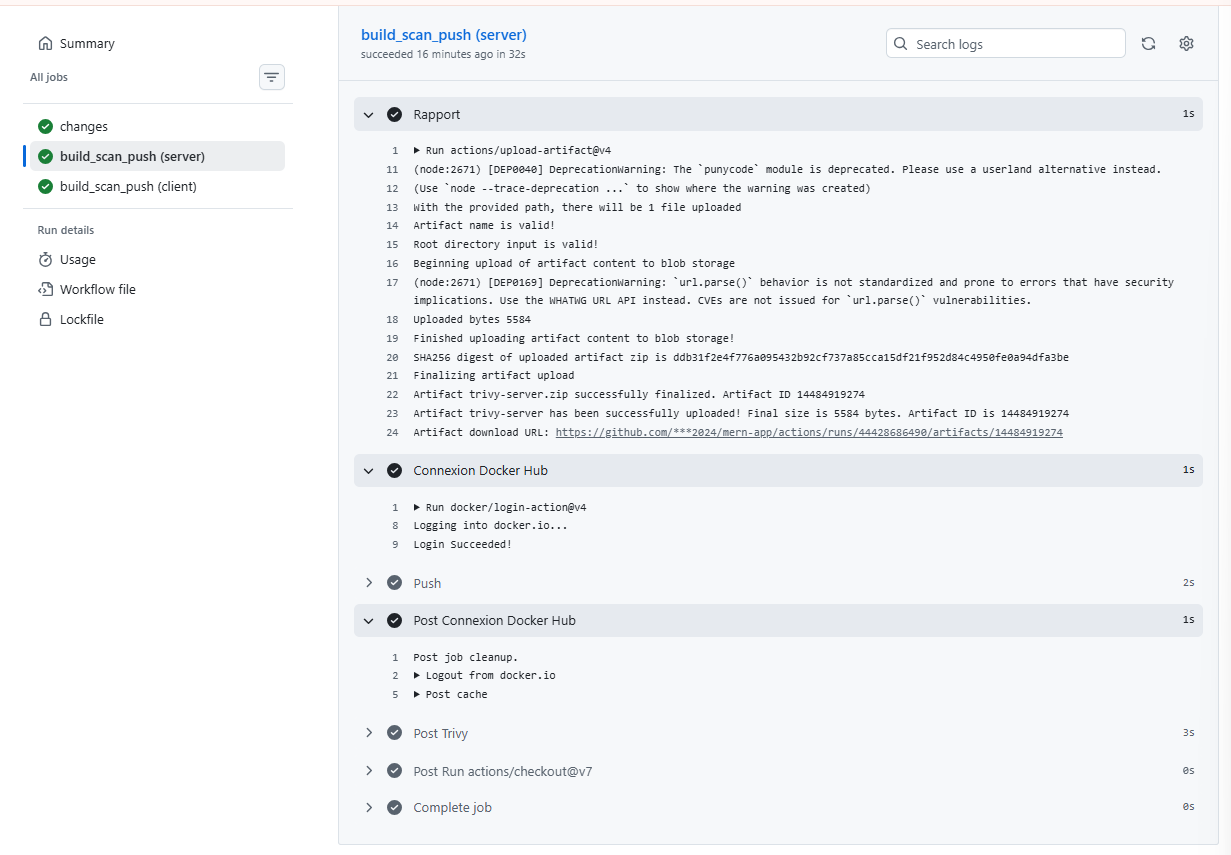 Summary
All jobs
changes
build_scan_push (server)
build_scan_push (client)
Run details
Usage
Workflow file
Lockfile
build_scan_push (server)
succeeded 16 minutes ago in 32s
Search logs
Rapport 1s
1 ▶ Run actions/upload-artifact@v4
11 (node:2671) [DEP0040] DeprecationWarning: The `punycode` module is deprecated. Please use a userland alternative instead.
12 (Use `node --trace-deprecation ...` to show where the warning was created)
13 With the provided path, there will be 1 file uploaded
14 Artifact name is valid!
15 Root directory input is valid!
16 Beginning upload of artifact content to blob storage
17 (node:2671) [DEP0169] DeprecationWarning: `url.parse()` behavior is not standardized and prone to errors that have security
implications. Use the WHATWG URL API instead. CVEs are not issued for `url.parse()` vulnerabilities.
18 Uploaded bytes 5584
19 Finished uploading artifact content to blob storage!
20 SHA256 digest of uploaded artifact zip is ddb31f2e4f776a095432b92cf737a85cca15df21f952d84c4950fe0a94dfa3be
21 Finalizing artifact upload
22 Artifact trivy-server.zip successfully finalized. Artifact ID 14484919274
23 Artifact trivy-server has been successfully uploaded! Final size is 5584 bytes. Artifact ID is 14484919274
24 Artifact download URL: https://github.com/***2024/mern-app/actions/runs/44428686490/artifacts/14484919274
Connexion Docker Hub 1s
1 ▶ Run docker/login-action@v4
8 Logging into docker.io...
9 Login Succeeded!
Push 2s
Post Connexion Docker Hub 1s
1 Post job cleanup.
2 ▶ Logout from docker.io
5 ▶ Post cache
Post Trivy 3s
Post Run actions/checkout@v7 0s
Complete job 0s